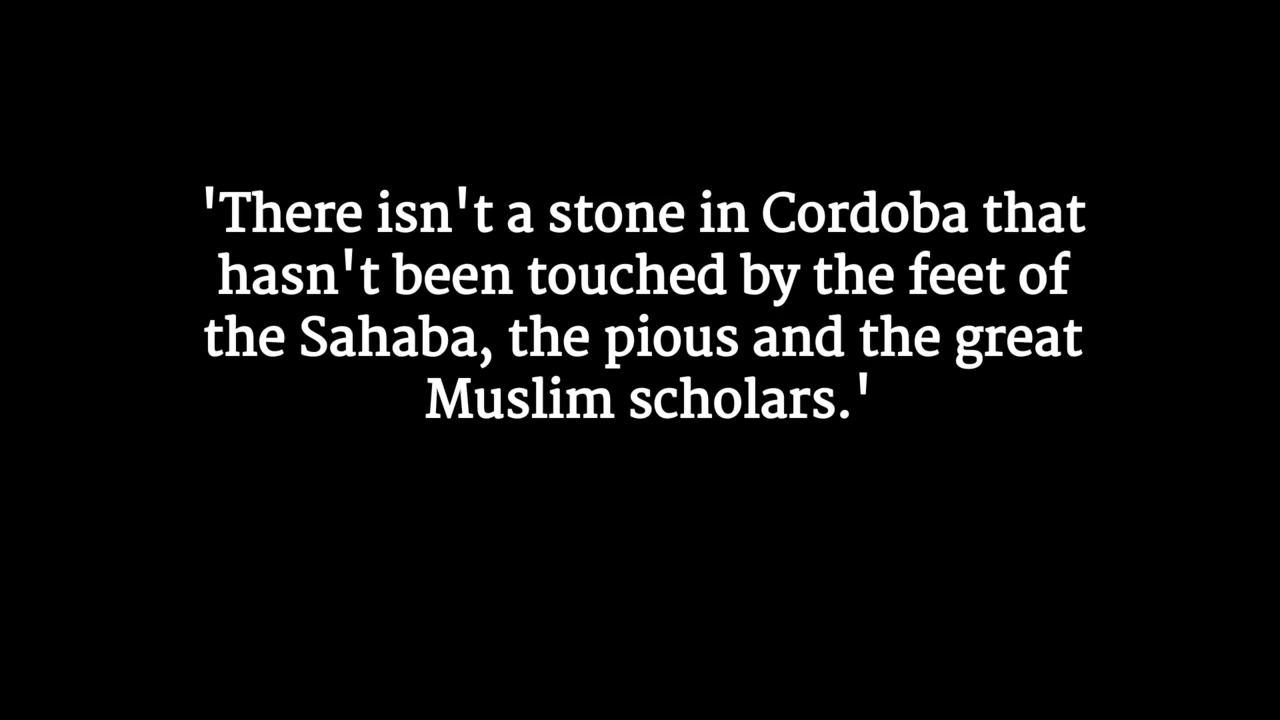 'There isn't a stone in Cordoba that
hasn't been touched by the feet of
the Sahaba, the pious and the great
Muslim scholars.'